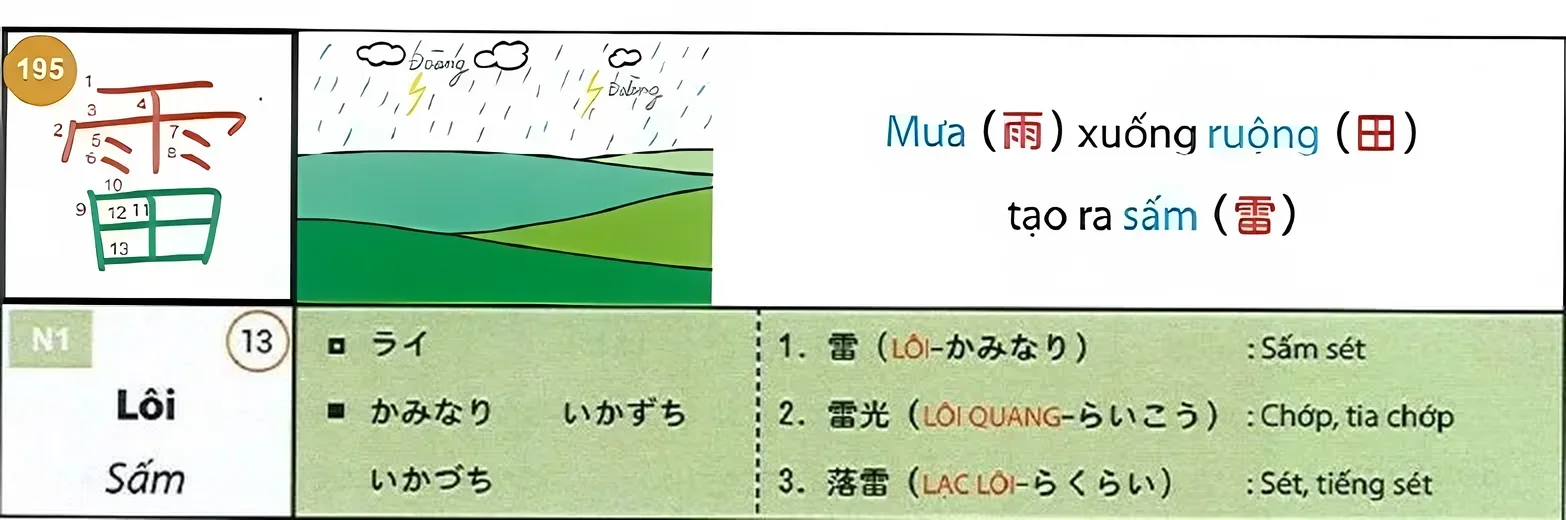 195
雷
1
2
3
4
5
6
7
8
9
10
11
12
13
Đoàng
Đoàng
Mưa (雨) xuống ruộng (田)
tạo ra sấm (雷)
N1
13
Lôi
Sấm
ライ
かみなり いかずち
いかづち
1. 雷 (LÔI-かみなり) : Sấm sét
2. 雷光 (LÔI QUANG-らいこう) : Chớp, tia chớp
3. 落雷 (LẠC LÔI-らくらい) : Sét, tiếng sét